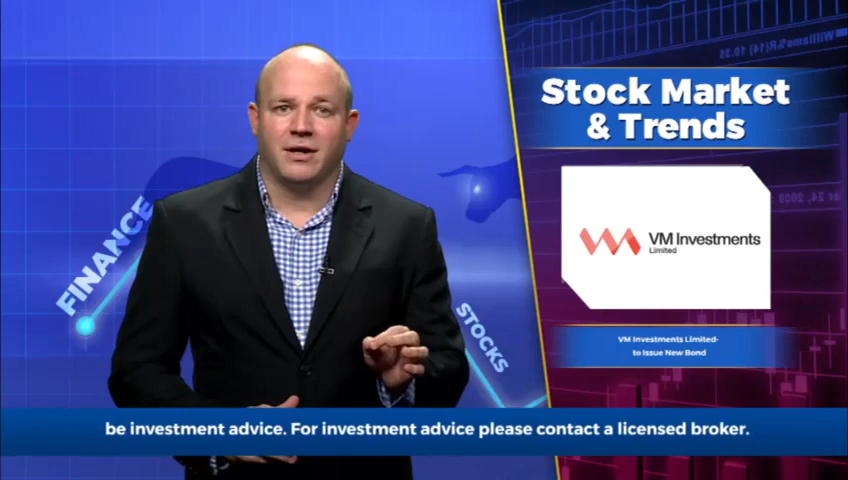 Stock Market
& Trends
FINANCE
VM Investments
Limited
STOCKS
VM Investments Limited-
to Issue New Bond
be investment advice. For investment advice please contact a licensed broker.